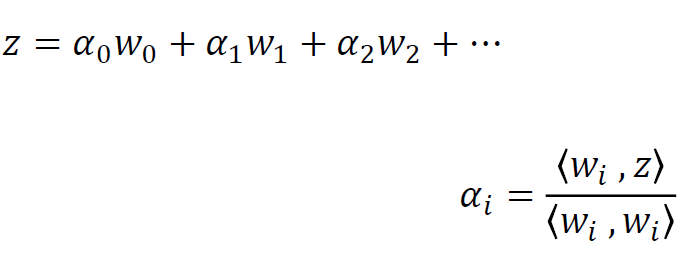 z = α₀w₀ + α₁w₁ + α₂w₂ + ⋯
αᵢ = ⟨wᵢ , z⟩ / ⟨wᵢ , wᵢ⟩